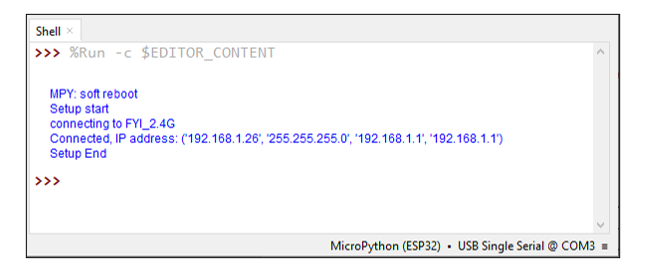 Shell ×
>>> %Run -c $EDITOR_CONTENT
MPY: soft reboot
Setup start
connecting to FYI_2.4G
Connected, IP address: ('192.168.1.26', '255.255.255.0', '192.168.1.1', '192.168.1.1')
Setup End
>>>
MicroPython (ESP32) • USB Single Serial @ COM3 ≡